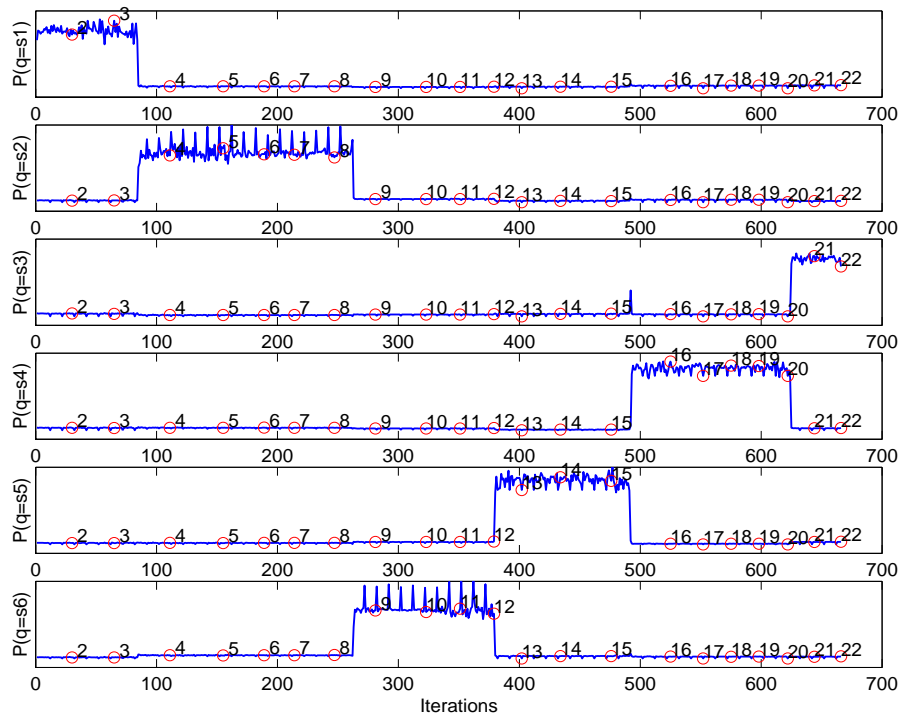 P(q=s1)
2 3 4 5 6 7 8 9 10 11 12 13 14 15 16 17 18 19 20 21 22
0 100 200 300 400 500 600 700
P(q=s2)
2 3 4 5 6 7 8 9 10 11 12 13 14 15 16 17 18 19 20 21 22
0 100 200 300 400 500 600 700
P(q=s3)
2 3 4 5 6 7 8 9 10 11 12 13 14 15 16 17 18 19 20 21 22
0 100 200 300 400 500 600 700
P(q=s4)
2 3 4 5 6 7 8 9 10 11 12 13 14 15 16 17 18 19 20 21 22
0 100 200 300 400 500 600 700
P(q=s5)
2 3 4 5 6 7 8 9 10 11 12 13 14 15 16 17 18 19 20 21 22
0 100 200 300 400 500 600 700
P(q=s6)
2 3 4 5 6 7 8 9 10 11 12 13 14 15 16 17 18 19 20 21 22
0 100 200 300 400 500 600 700
Iterations